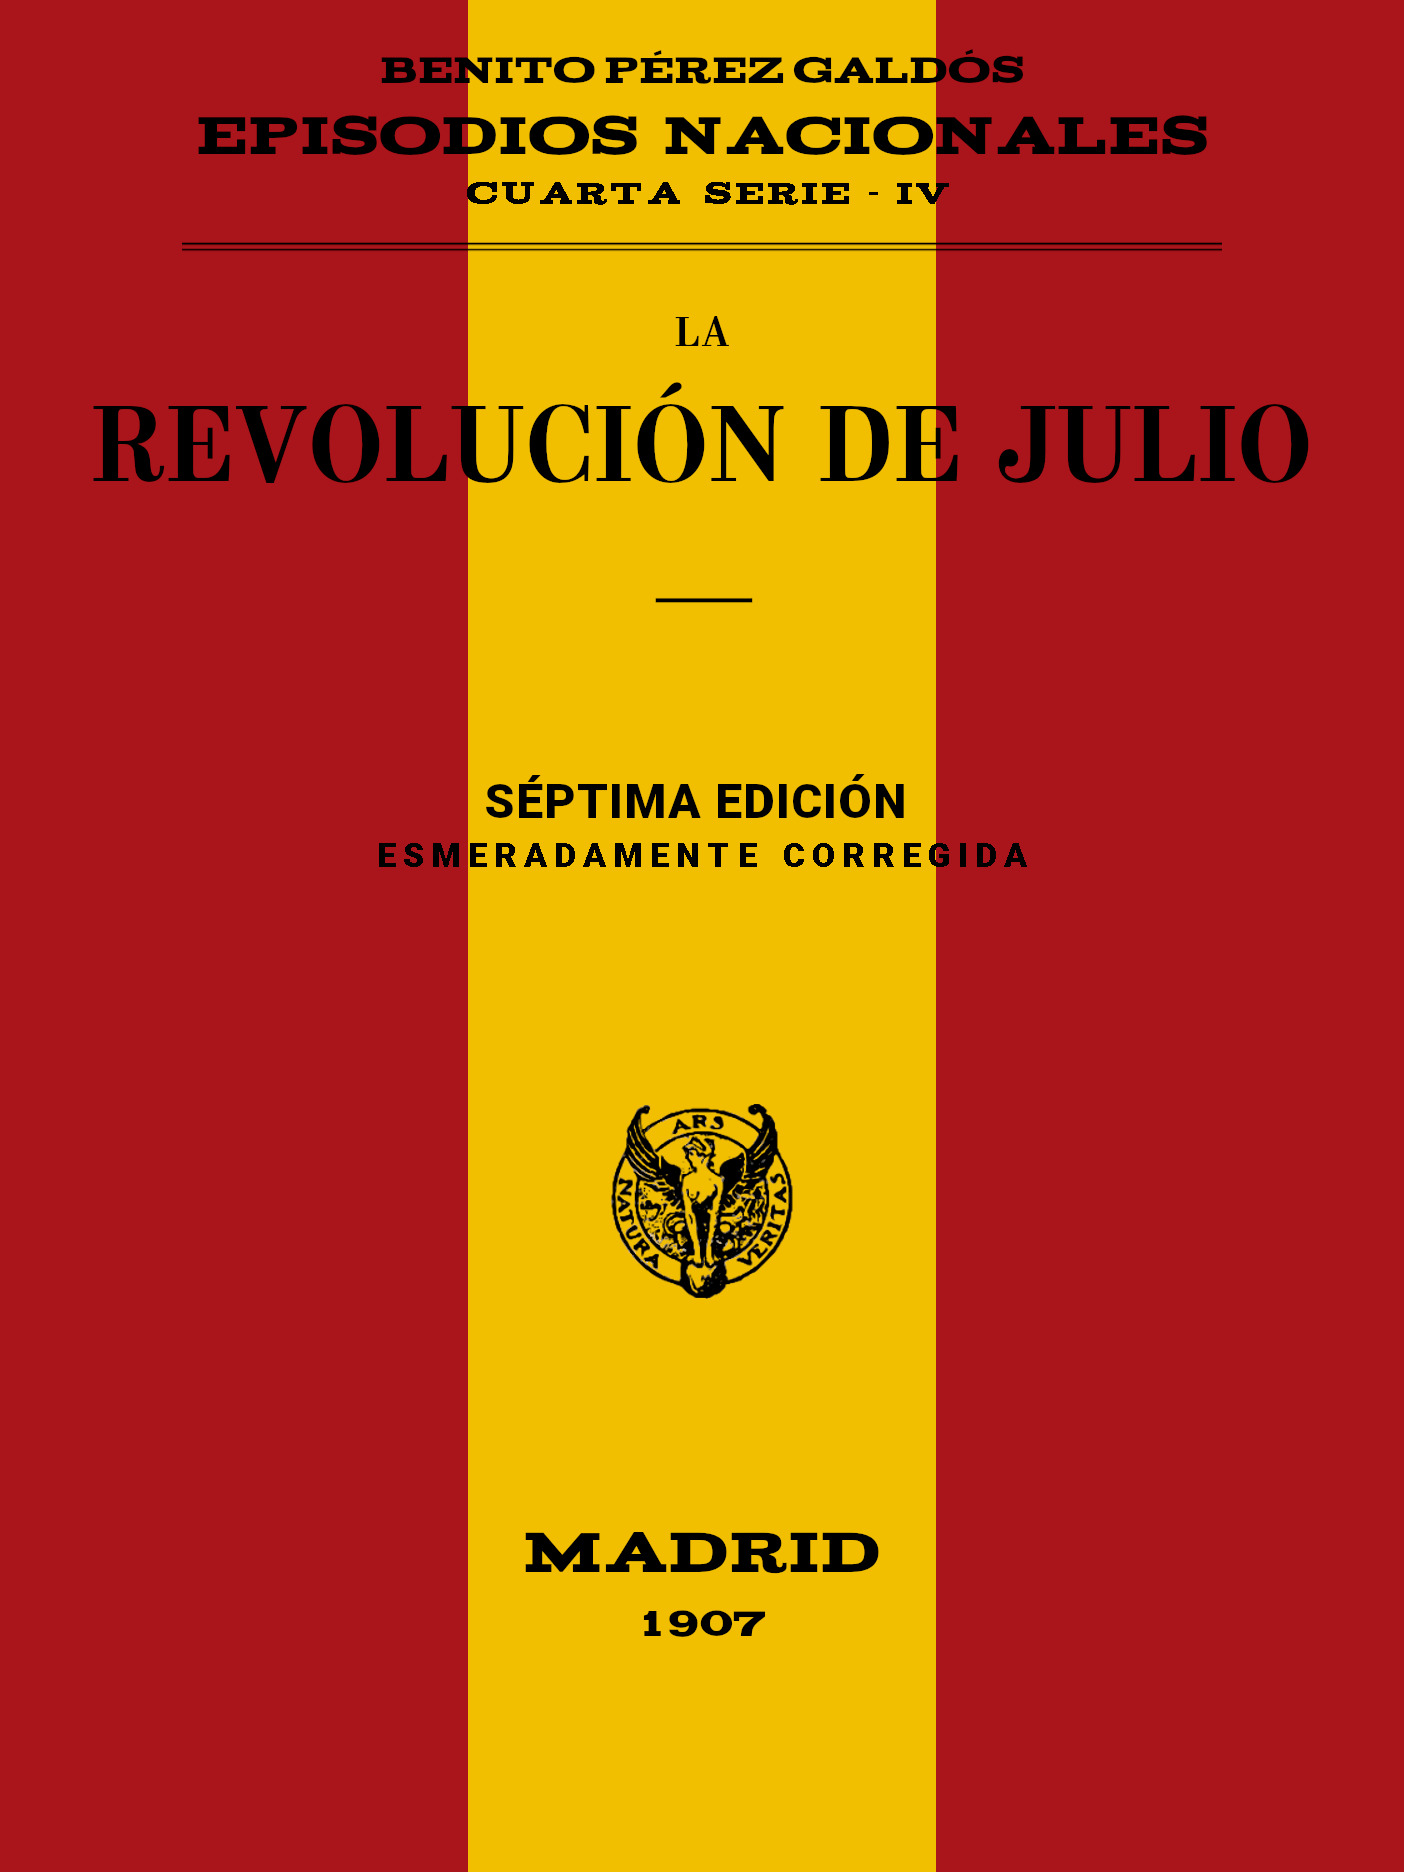 BENITO PÉREZ GALDÓS
EPISODIOS NACIONALES
CUARTA SERIE - IV
LA
REVOLUCIÓN DE JULIO
SÉPTIMA EDICIÓN
ESMERADAMENTE CORREGIDA
ARS
NATURA
VERITAS
MADRID
1907